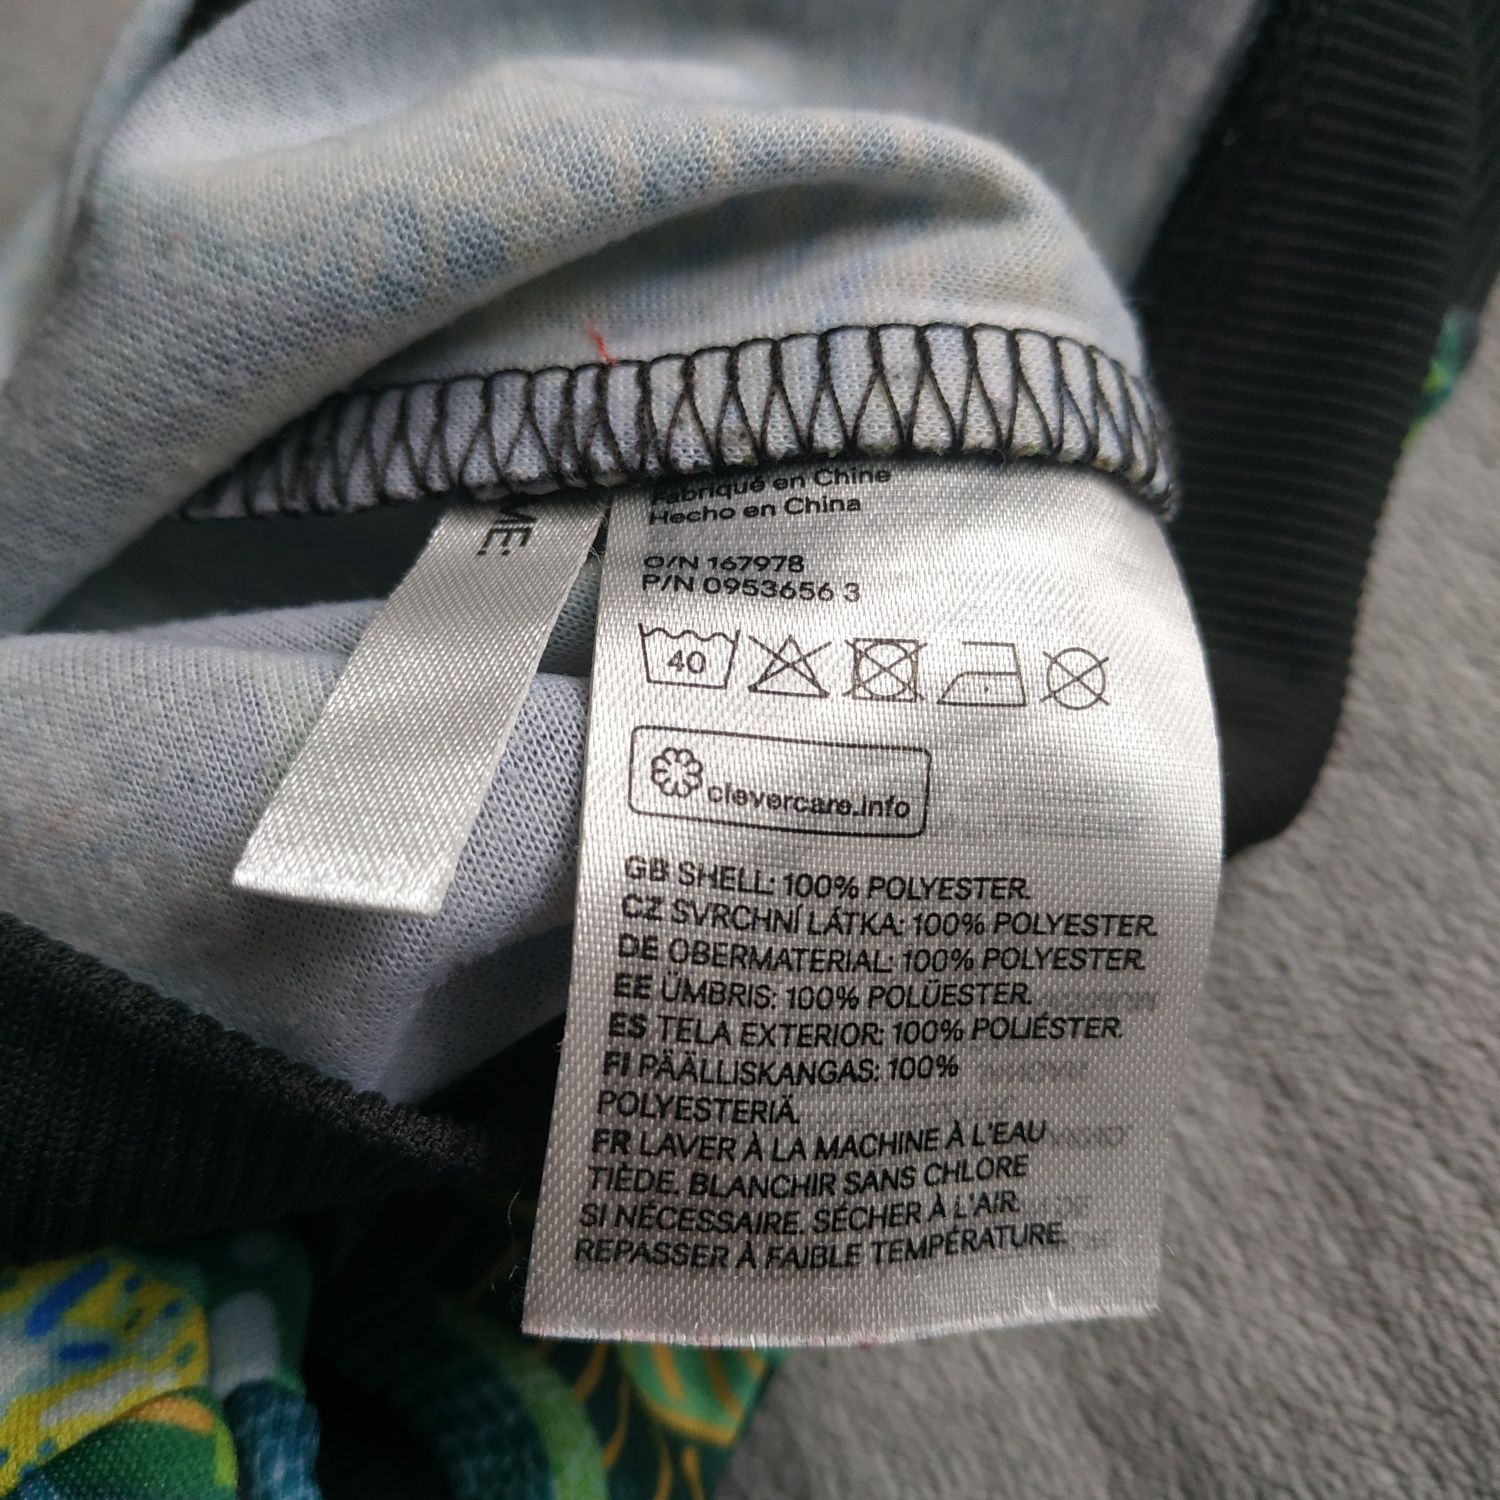 ME:
Fabriqué en Chine
Hecho en China
O/N 167978
P/N 0953656 3
40
clevercare.info
GB SHELL: 100% POLYESTER.
CZ SVRCHNÍ LÁTKA: 100% POLYESTER.
DE OBERMATERIAL: 100% POLYESTER.
EE ÜMBRIS: 100% POLÜESTER.
ES TELA EXTERIOR: 100% POLIÉSTER.
FI PÄÄLLISKANGAS: 100%
POLYESTERIÄ.
FR LAVER À LA MACHINE À L'EAU
TIÈDE. BLANCHIR SANS CHLORE
SI NÉCESSAIRE. SÉCHER À L'AIR.
REPASSER À FAIBLE TEMPÉRATURE.